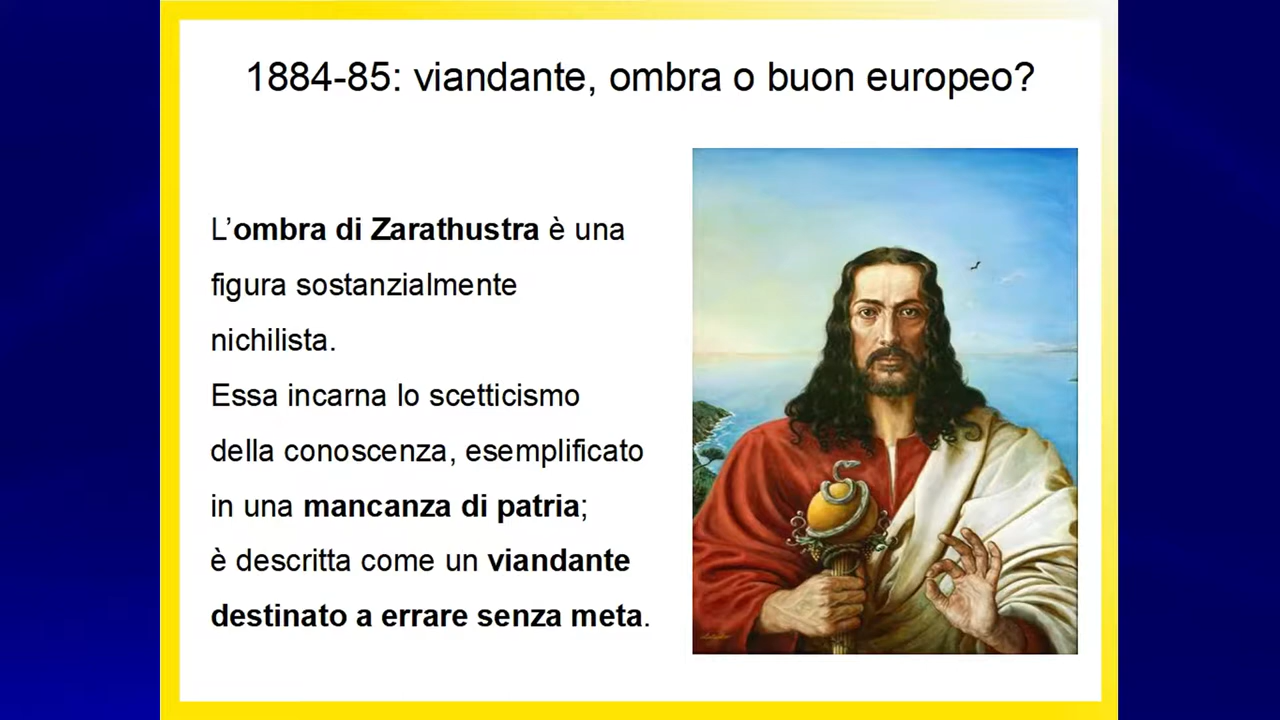 1884-85: viandante, ombra o buon europeo?
L’ombra di Zarathustra è una
figura sostanzialmente
nichilista.
Essa incarna lo scetticismo
della conoscenza, esemplificato
in una mancanza di patria;
è descritta come un viandante
destinato a errare senza meta.